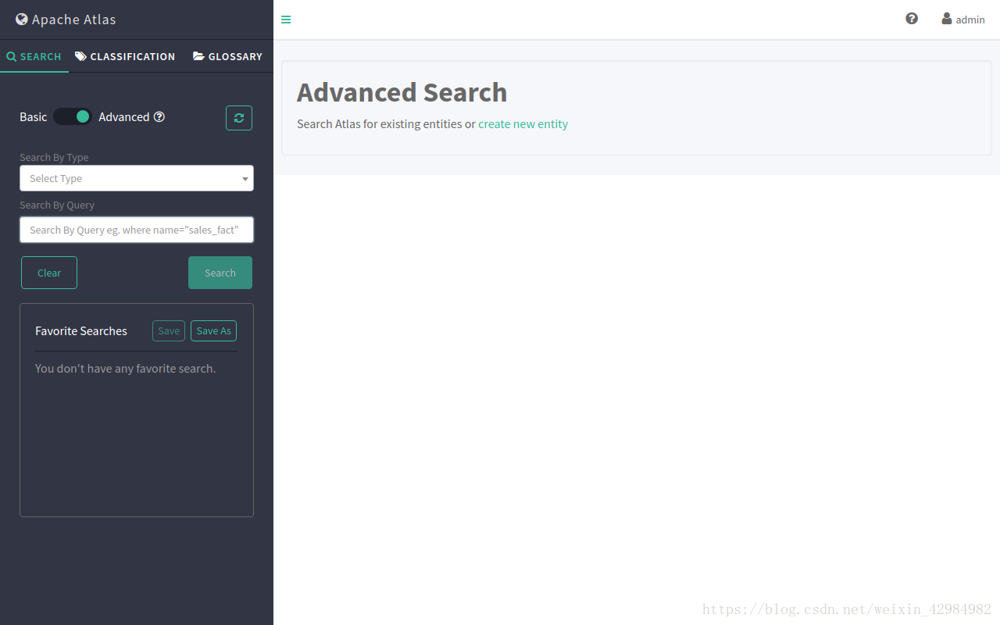 Apache Atlas
admin
SEARCH CLASSIFICATION GLOSSARY
Advanced Search
Search Atlas for existing entities or create new entity
Basic Advanced
Search By Type
Select Type
Search By Query
Search By Query eg. where name="sales_fact"
Clear Search
Favorite Searches Save Save As
You don't have any favorite search.
https://blog.csdn.net/weixin_42984982